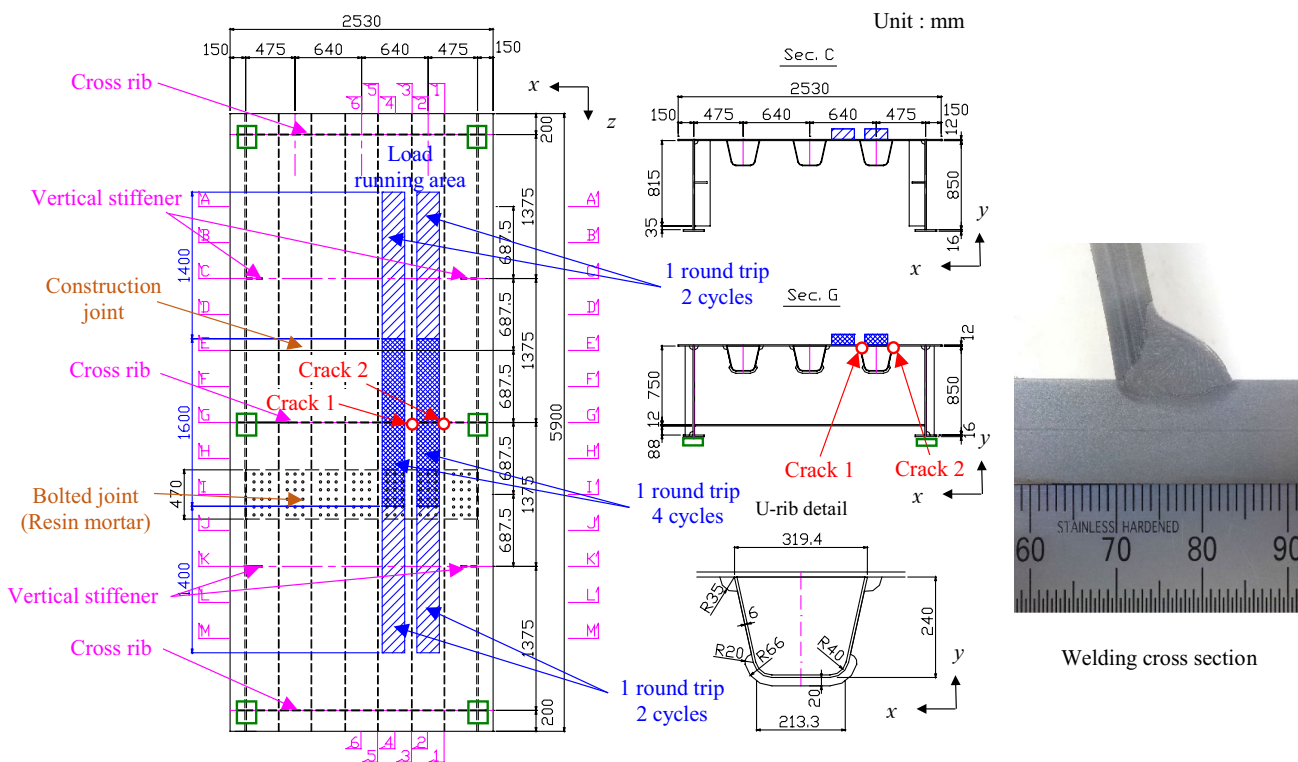 Unit : mm
2530
150
475
640
640
475
150
Cross rib
x
z
5
3
1
6
4
2
200
Load
running area
Vertical stiffener
A
A'
B
B'
C
C'
D
D'
E
E'
F
F'
G
G'
H
H'
I
I'
J
J'
K
K'
L
L'
M
M'
1400
1600
1400
470
687.5
687.5
687.5
687.5
687.5
687.5
1375
1375
1375
1375
5900
1 round trip
2 cycles
Construction
joint
Cross rib
Crack 2
Crack 1
Bolted joint
(Resin mortar)
1 round trip
4 cycles
Vertical stiffener
Cross rib
1 round trip
2 cycles
200
6
4
2
5
3
1
Sec. C
2530
150
475
640
640
475
150
12
815
35
850
16
y
x
Sec. G
12
750
12
88
850
16
Crack 1
Crack 2
y
x
U-rib detail
319.4
R35
6
R20
R66
R40
240
20
213.3
y
x
STAINLESS HARDENED
60
70
80
90
Welding cross section